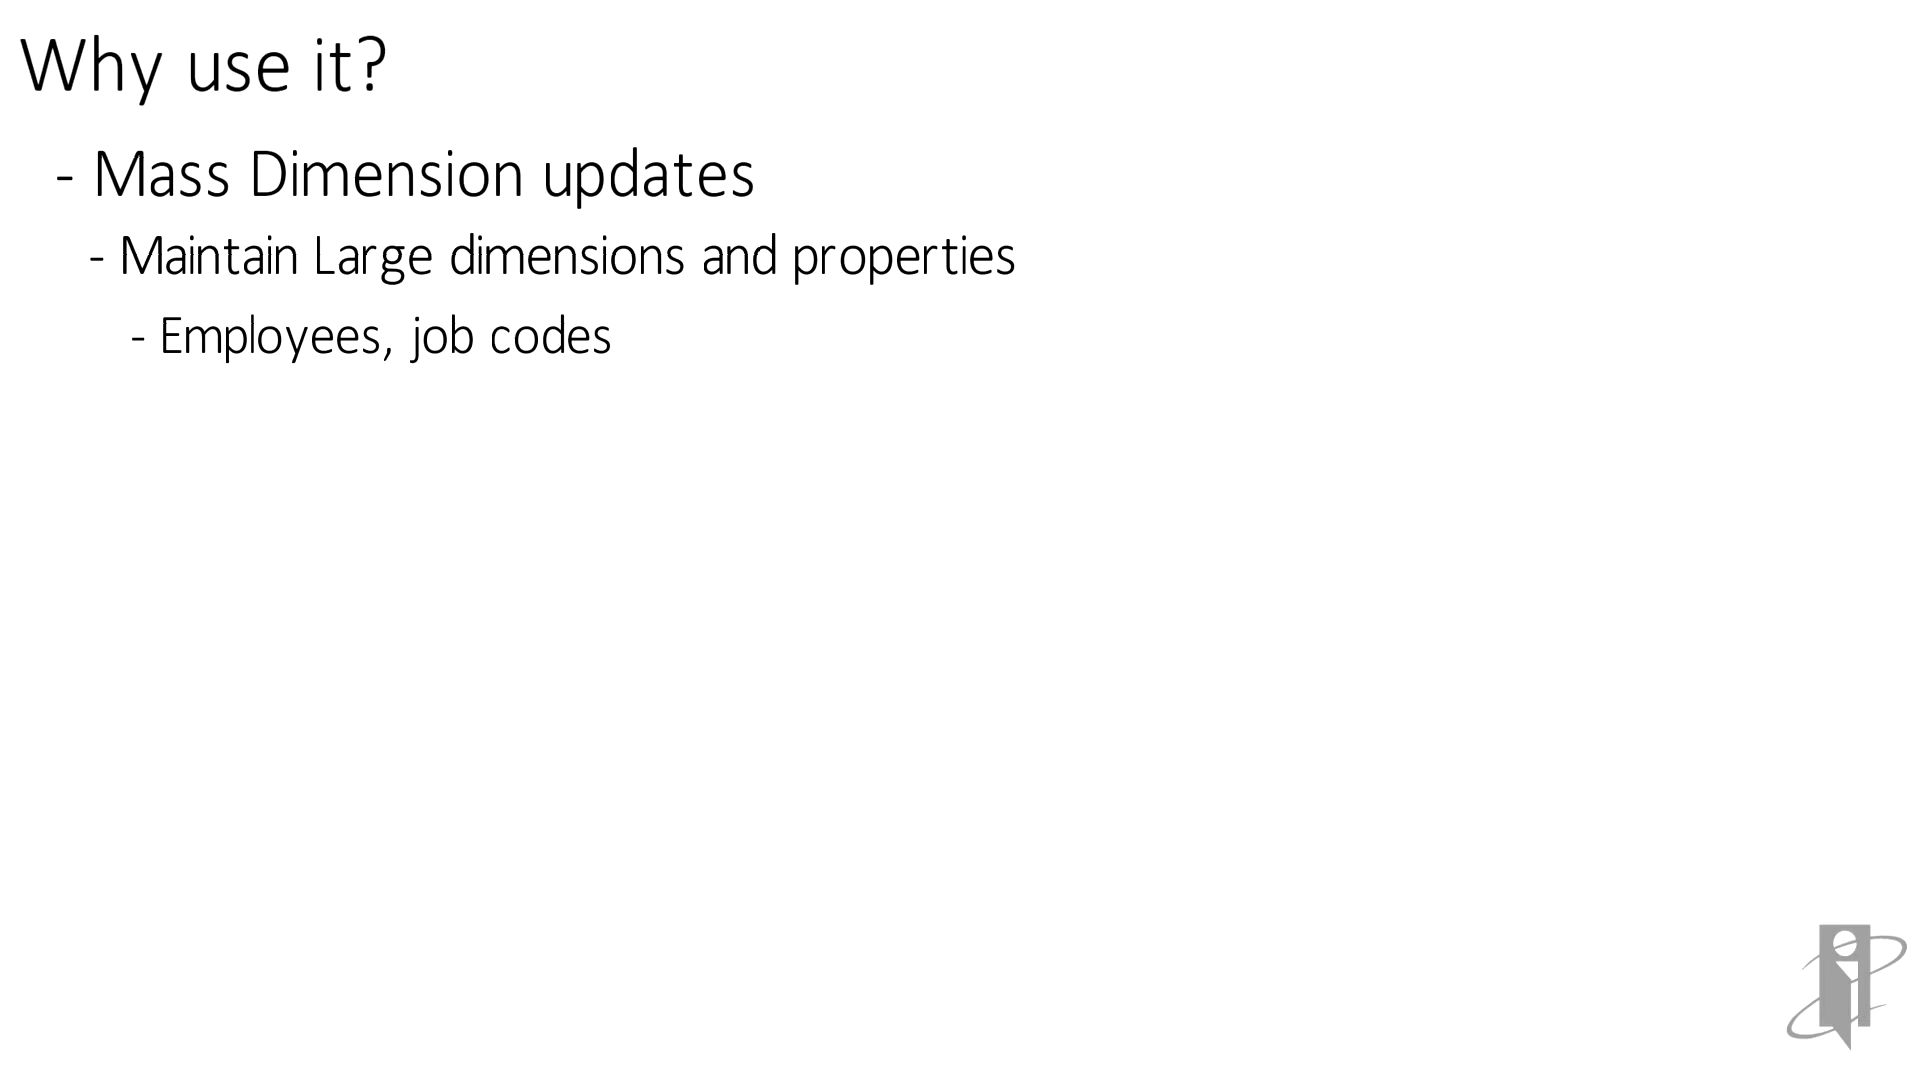 Why use it?
- Mass Dimension updates
- Maintain Large dimensions and properties
- Employees, job codes